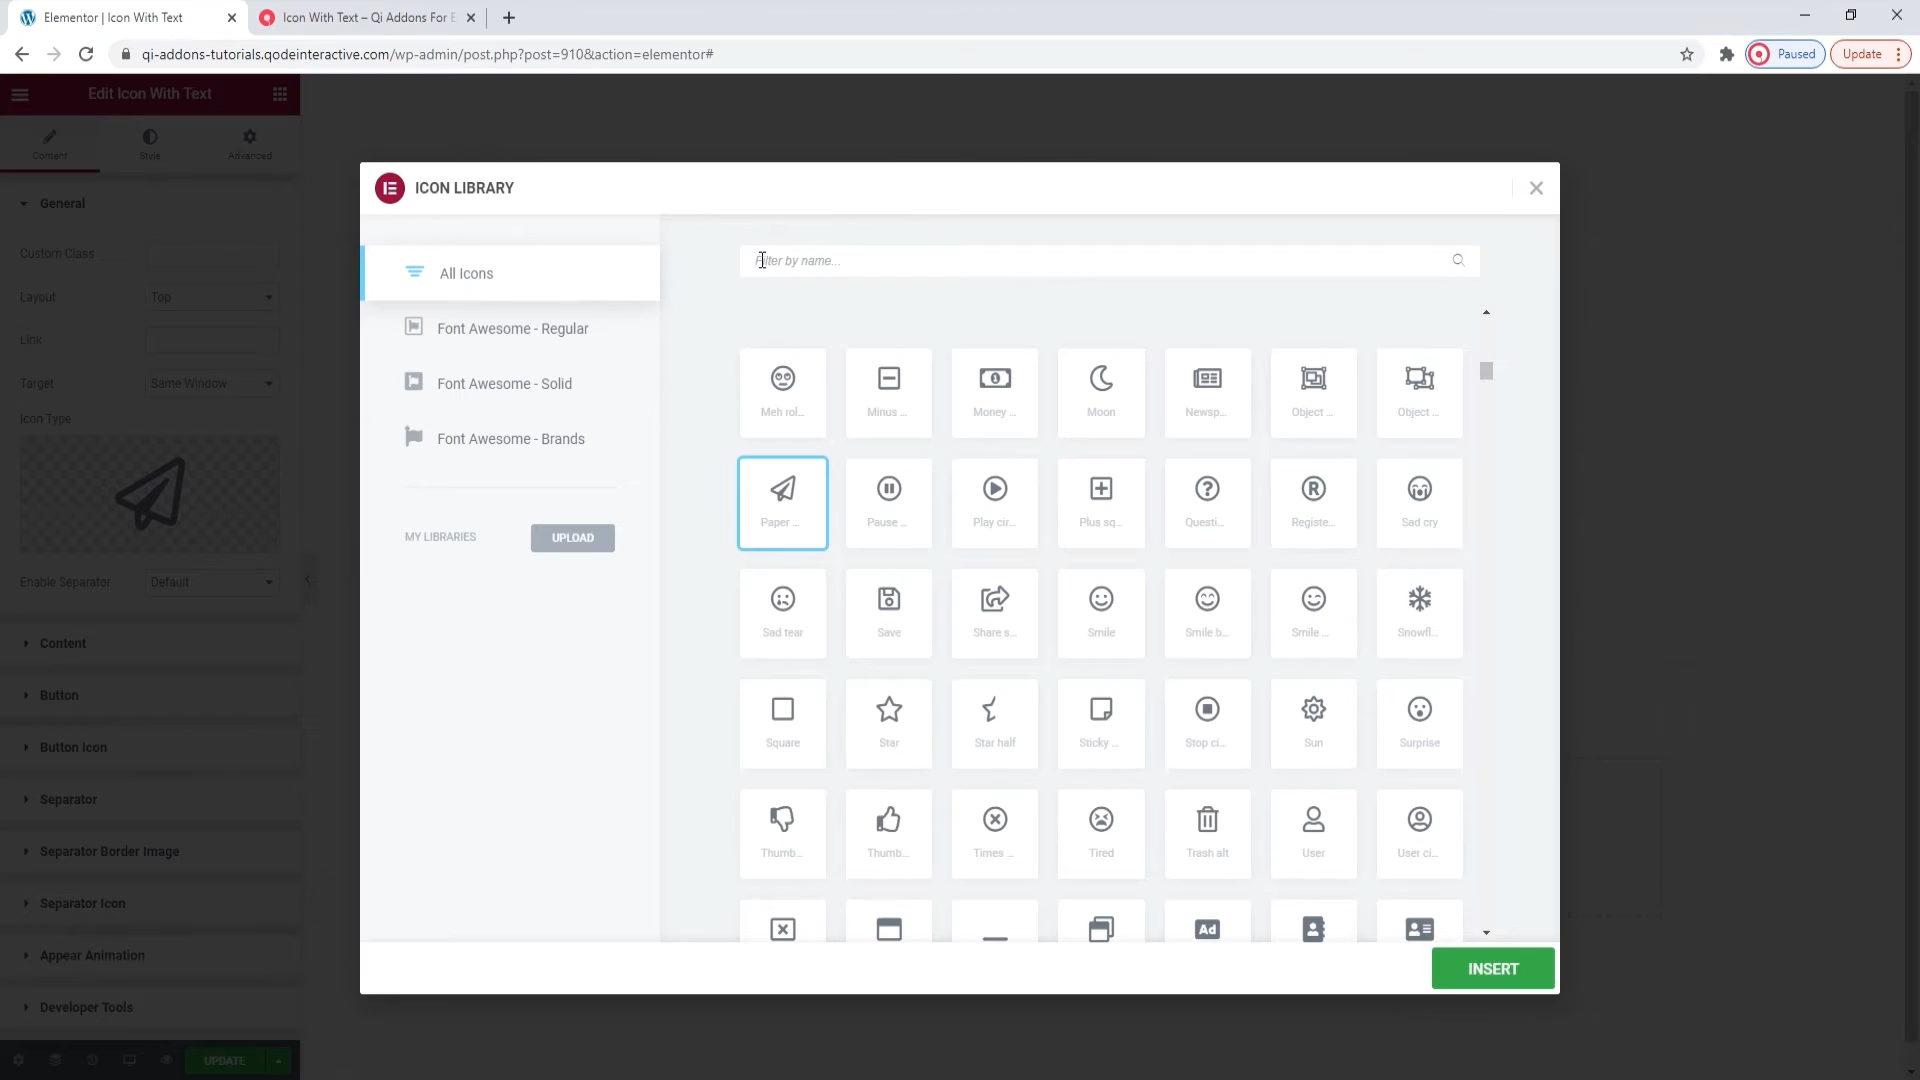 Elementor | Icon With Text
Icon With Text – Qi Addons For E
qi-addons-tutorials.qodeinteractive.com/wp-admin/post.php?post=910&action=elementor#
Paused
Update
Edit Icon With Text
Content
Style
Advanced
General
Custom Class
Layout
Top
Link
Target
Same Window
Icon Type
Enable Separator
Default
Content
Button
Button Icon
Separator
Separator Border Image
Separator Icon
Appear Animation
Developer Tools
UPDATE
ICON LIBRARY
All Icons
Font Awesome - Regular
Font Awesome - Solid
Font Awesome - Brands
MY LIBRARIES
UPLOAD
Filter by name...
Meh rol...
Minus ...
Money ...
Moon
Newsp...
Object ...
Object ...
Paper ...
Pause ...
Play cir...
Plus sq...
Questi...
Registe...
Sad cry
Sad tear
Save
Share s...
Smile
Smile b...
Smile ...
Snowfl...
Square
Star
Star half
Sticky ...
Stop ci...
Sun
Surprise
Thumb...
Thumb...
Times ...
Tired
Trash alt
User
User ci...
Ad
INSERT